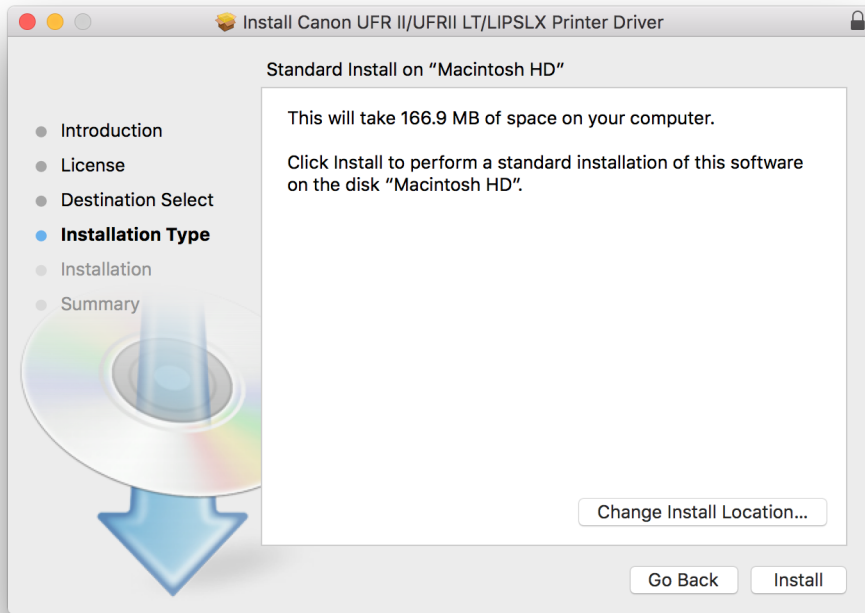 Install Canon UFR II/UFRII LT/LIPSLX Printer Driver
Standard Install on “Macintosh HD”
Introduction
License
Destination Select
Installation Type
Installation
Summary
This will take 166.9 MB of space on your computer.
Click Install to perform a standard installation of this software
on the disk “Macintosh HD”.
Change Install Location...
Go Back
Install